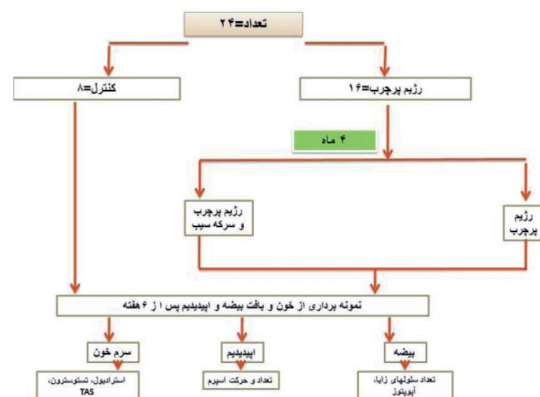 تعداد=۲۴
رژیم پرچرب=۱۶
کنترل=۸
۴ ماه
رژیم
پرچرب
رژیم پرچرب
و سرکه سیب
نمونه برداری از خون و بافت بیضه و اپیدیدیم پس از ۶ هفته
بیضه
اپیدیدیم
سرم خون
تعداد سلولهای زایا،
آپوپتوز
تعداد و حرکت اسپرم
استرادیول، تستوسترون،
TAS